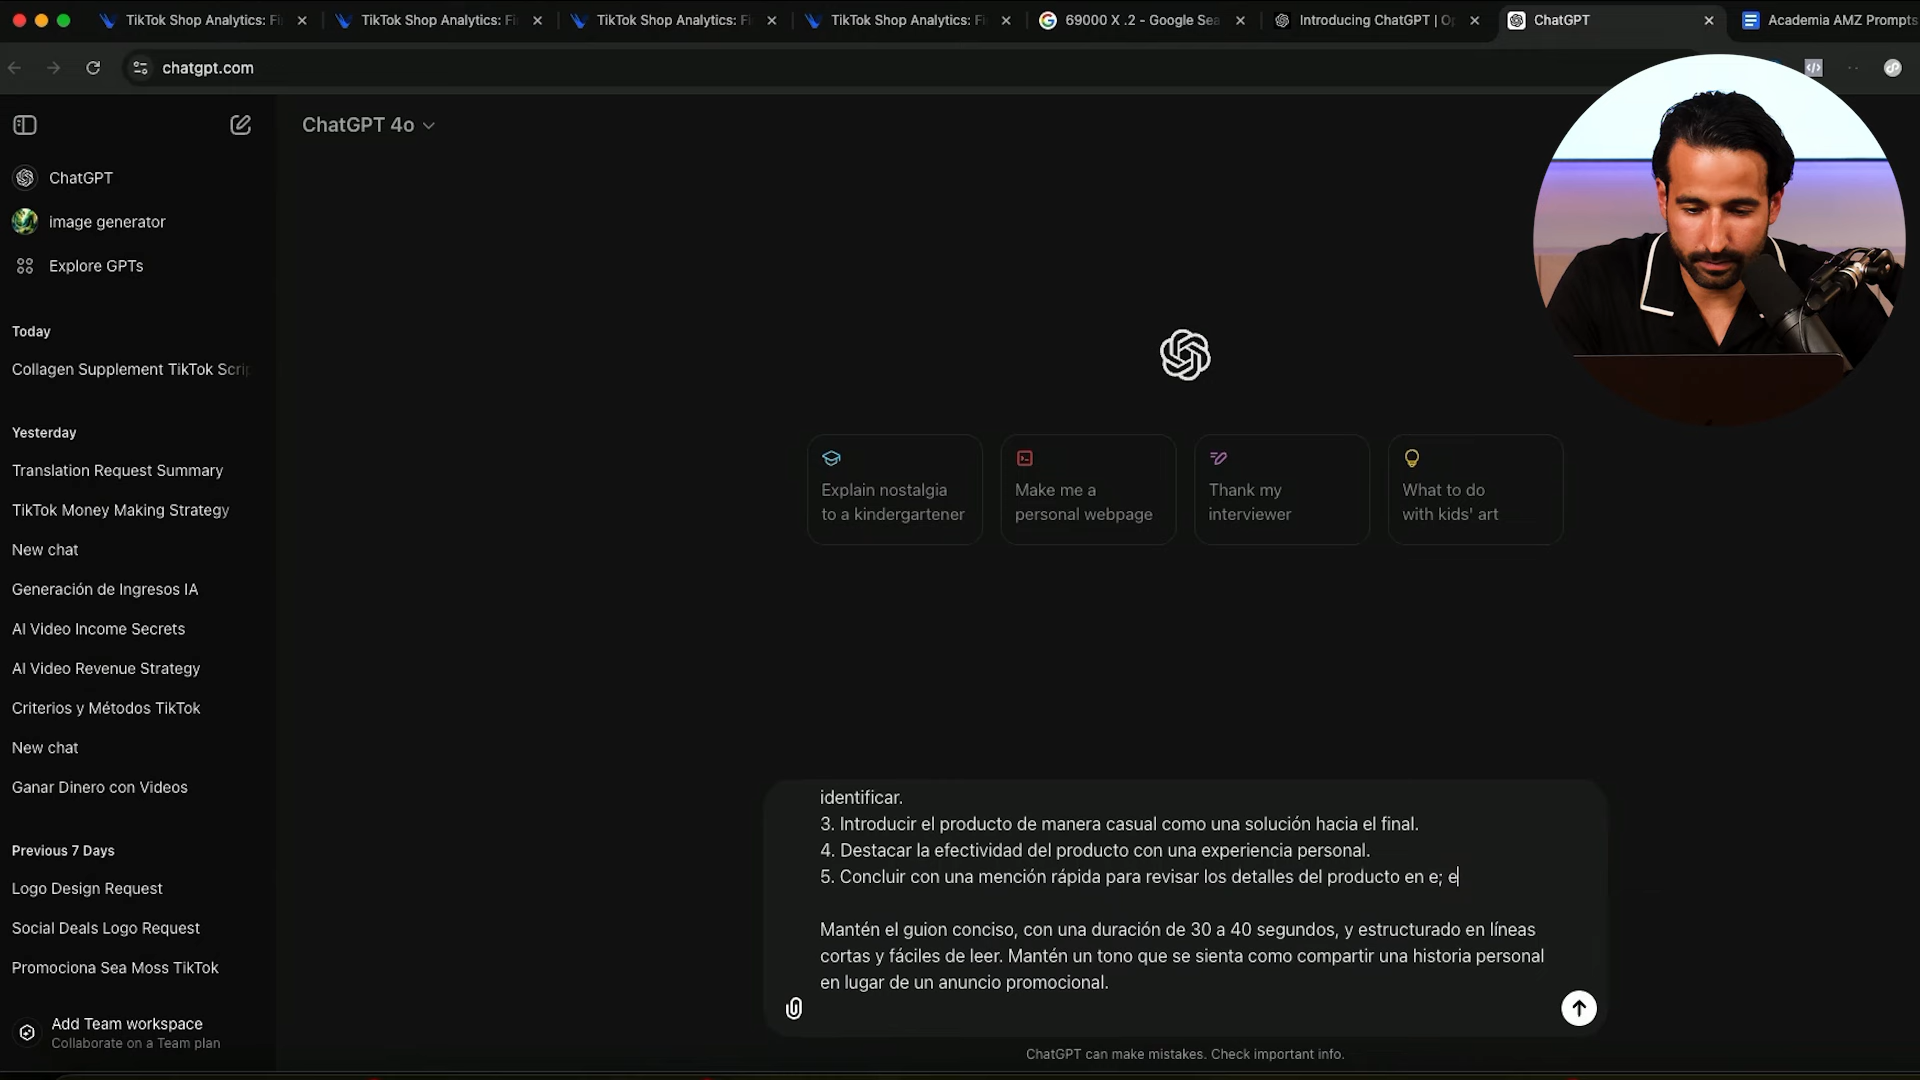 TikTok Shop Analytics: Fi
TikTok Shop Analytics: Fi
TikTok Shop Analytics: Fi
TikTok Shop Analytics: Fi
69000 X .2 - Google Sea
Introducing ChatGPT | Op
ChatGPT
Academia AMZ Prompts
chatgpt.com
ChatGPT 4o
ChatGPT
image generator
Explore GPTs
Today
Collagen Supplement TikTok Scrip
Yesterday
Translation Request Summary
TikTok Money Making Strategy
New chat
Generación de Ingresos IA
AI Video Income Secrets
AI Video Revenue Strategy
Criterios y Métodos TikTok
New chat
Ganar Dinero con Videos
Previous 7 Days
Logo Design Request
Social Deals Logo Request
Promociona Sea Moss TikTok
Add Team workspace
Collaborate on a Team plan
Explain nostalgia
to a kindergartener
Make me a
personal webpage
Thank my
interviewer
What to do
with kids' art
identificar.
3. Introducir el producto de manera casual como una solución hacia el final.
4. Destacar la efectividad del producto con una experiencia personal.
5. Concluir con una mención rápida para revisar los detalles del producto en e; e
Mantén el guion conciso, con una duración de 30 a 40 segundos, y estructurado en líneas
cortas y fáciles de leer. Mantén un tono que se sienta como compartir una historia personal
en lugar de un anuncio promocional.
ChatGPT can make mistakes. Check important info.